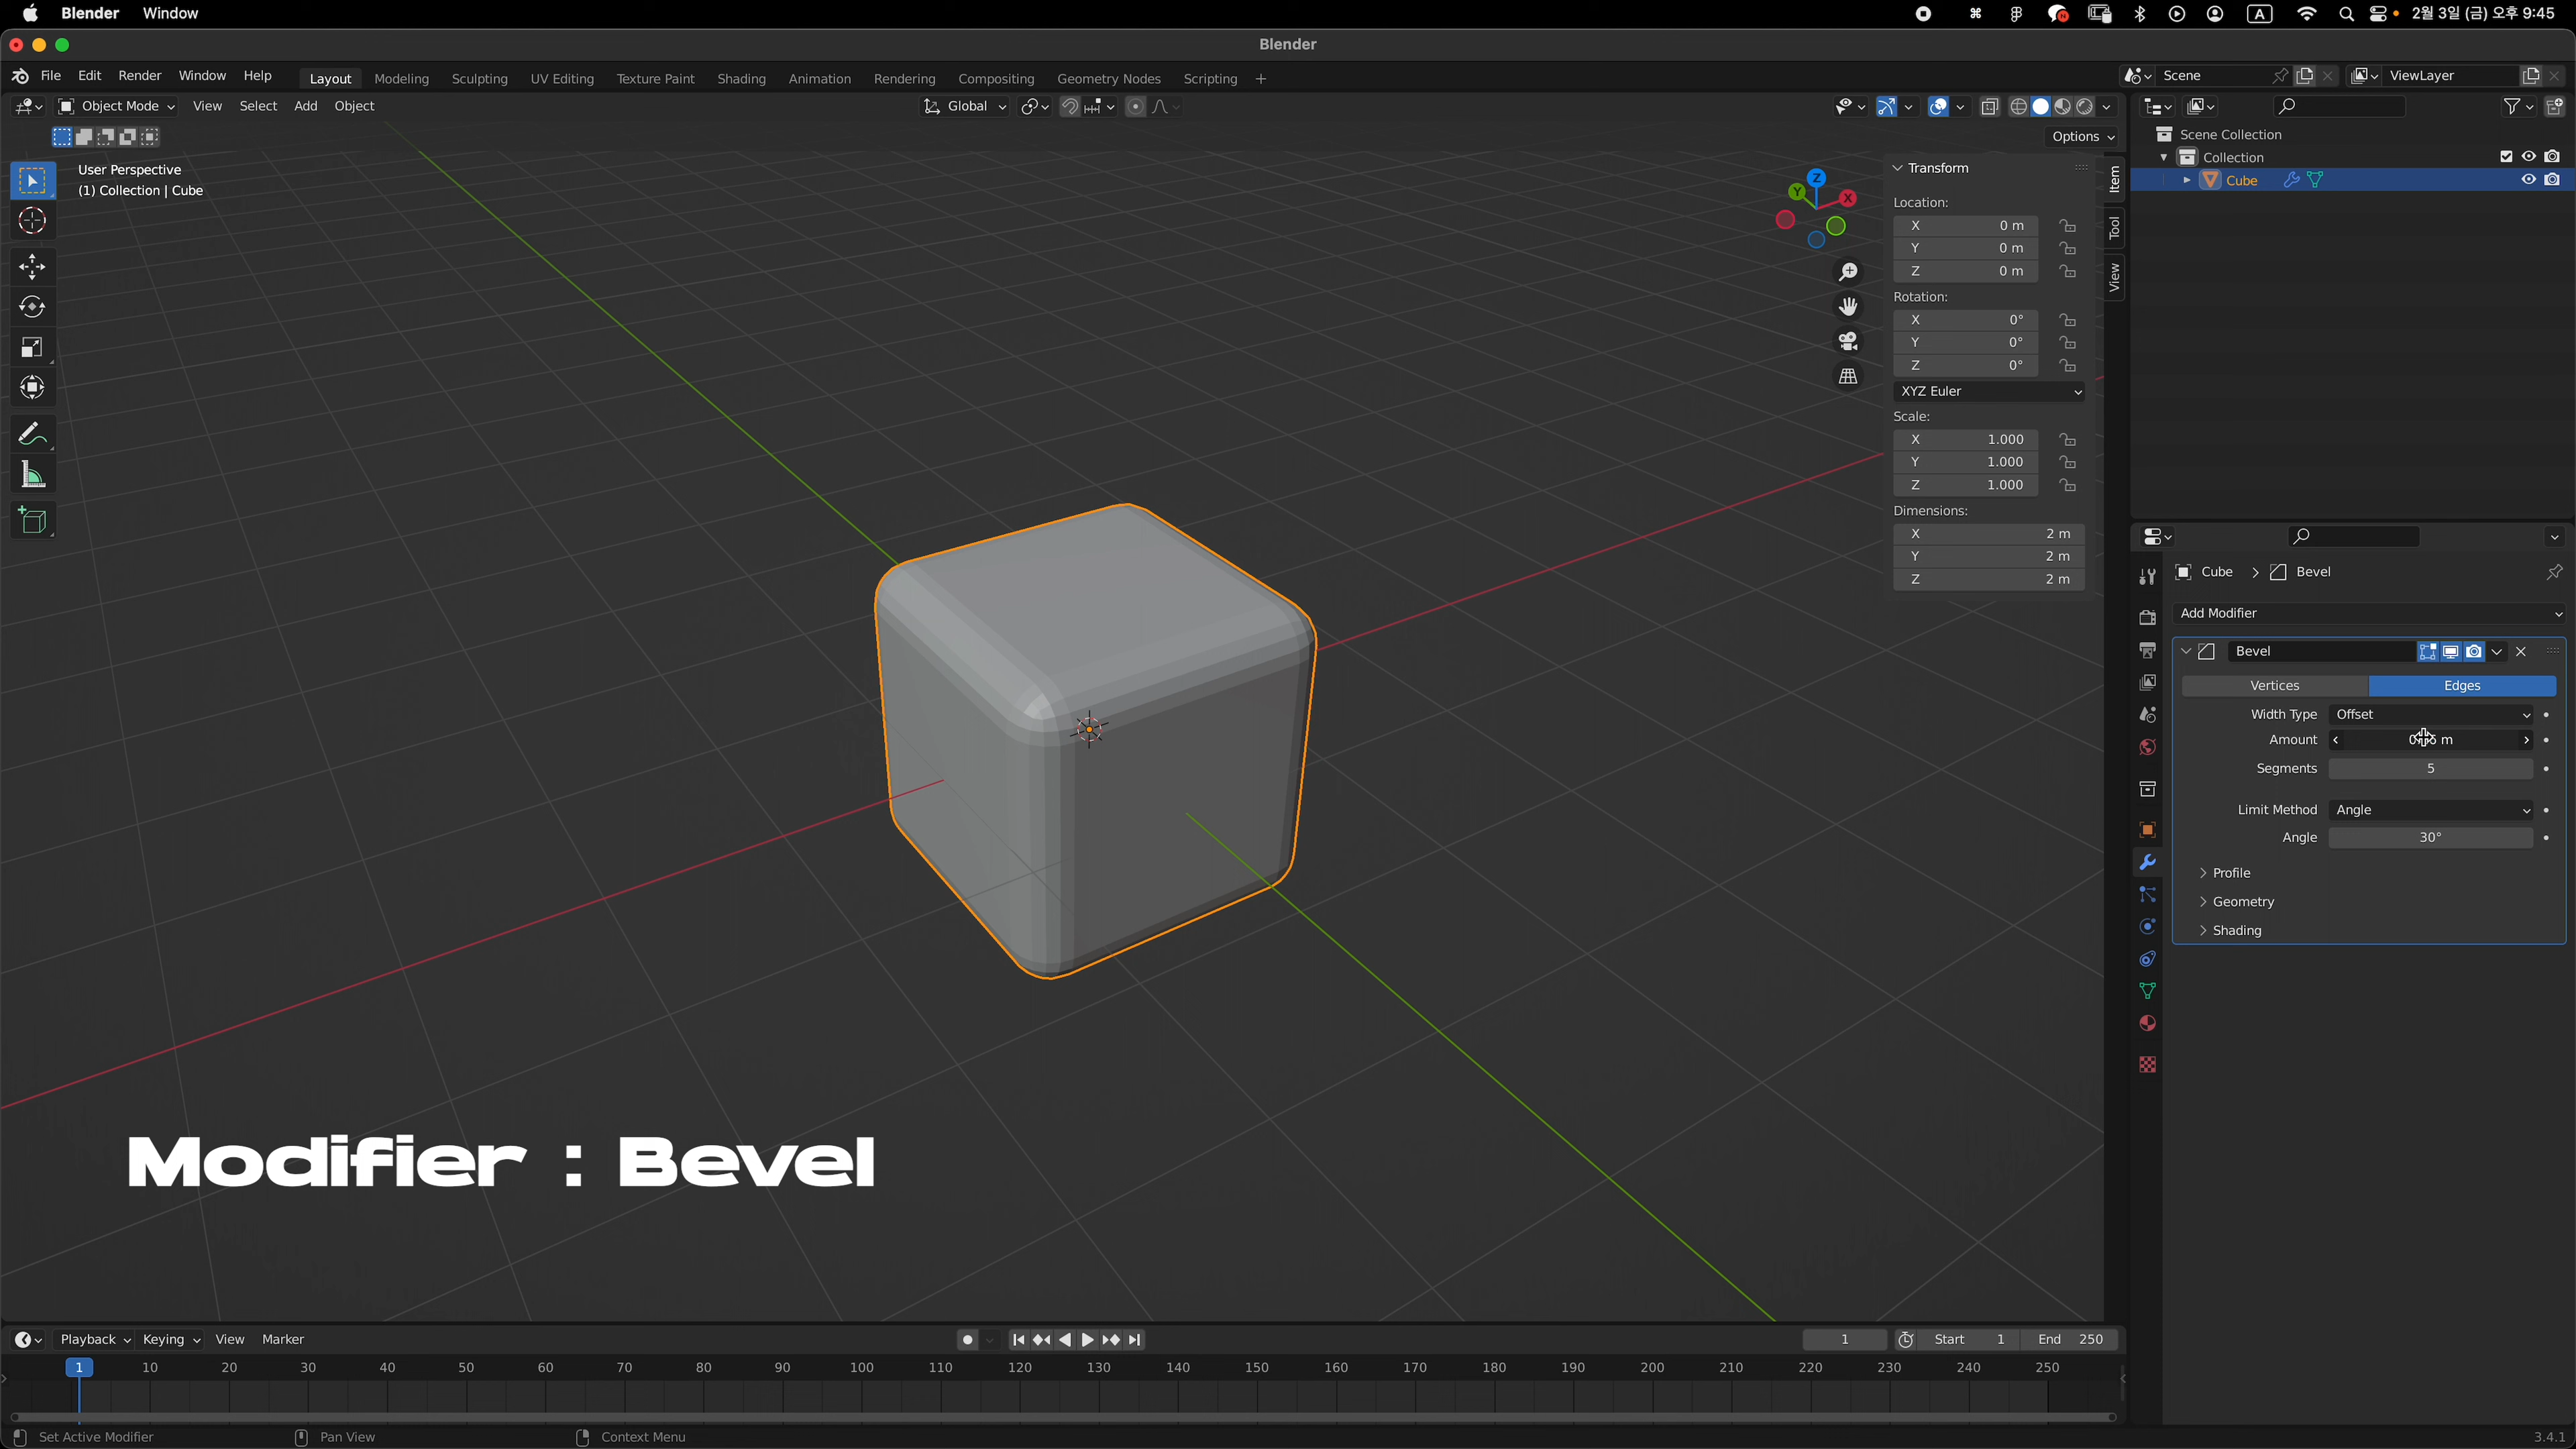 Blender Window
A 2월 3일 (금) 오후 9:45
Blender
File Edit Render Window Help
Layout Modeling Sculpting UV Editing Texture Paint Shading Animation Rendering Compositing Geometry Nodes Scripting +
Scene
ViewLayer
Object Mode View Select Add Object
Global
Options
User Perspective
(1) Collection | Cube
Z
Y
X
Transform
Location:
X 0 m
Y 0 m
Z 0 m
Rotation:
X 0°
Y 0°
Z 0°
XYZ Euler
Scale:
X 1.000
Y 1.000
Z 1.000
Dimensions:
X 2 m
Y 2 m
Z 2 m
Item
Tool
View
Scene Collection
Collection
Cube
Cube > Bevel
Add Modifier
Bevel
Vertices Edges
Width Type Offset
Amount m
Segments 5
Limit Method Angle
Angle 30°
Profile
Geometry
Shading
Modifier : Bevel
Playback Keying View Marker
1 Start 1 End 250
1 10 20 30 40 50 60 70 80 90 100 110 120 130 140 150 160 170 180 190 200 210 220 230 240 250
Set Active Modifier Pan View Context Menu
3.4.1